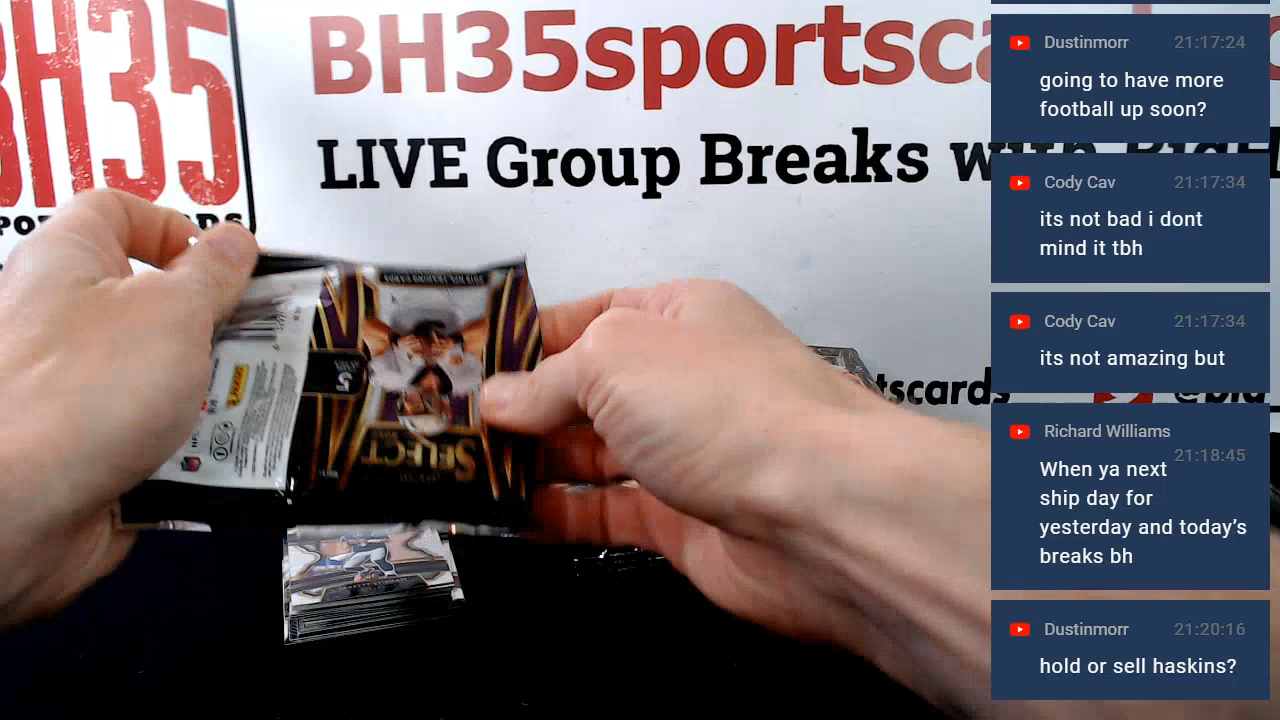 BH35
BH35sportsca
LIVE Group Breaks with
tscards
SELECT
5
PANINI
Dustinmorr 21:17:24
going to have more
football up soon?
Cody Cav 21:17:34
its not bad i dont
mind it tbh
Cody Cav 21:17:34
its not amazing but
Richard Williams
21:18:45
When ya next
ship day for
yesterday and today's
breaks bh
Dustinmorr 21:20:16
hold or sell haskins?